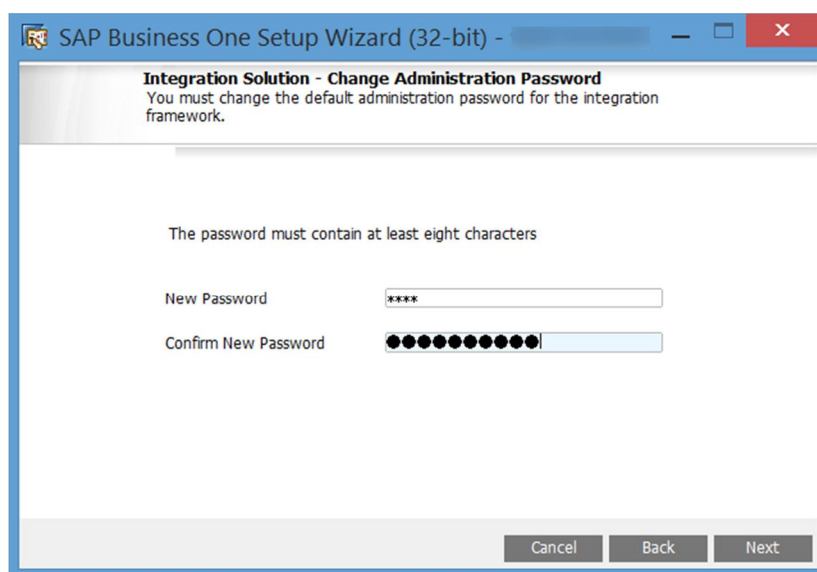 SAP Business One Setup Wizard (32-bit) -
Integration Solution - Change Administration Password
You must change the default administration password for the integration
framework.
The password must contain at least eight characters
New Password ****
Confirm New Password ●●●●●●●●●●
Cancel Back Next